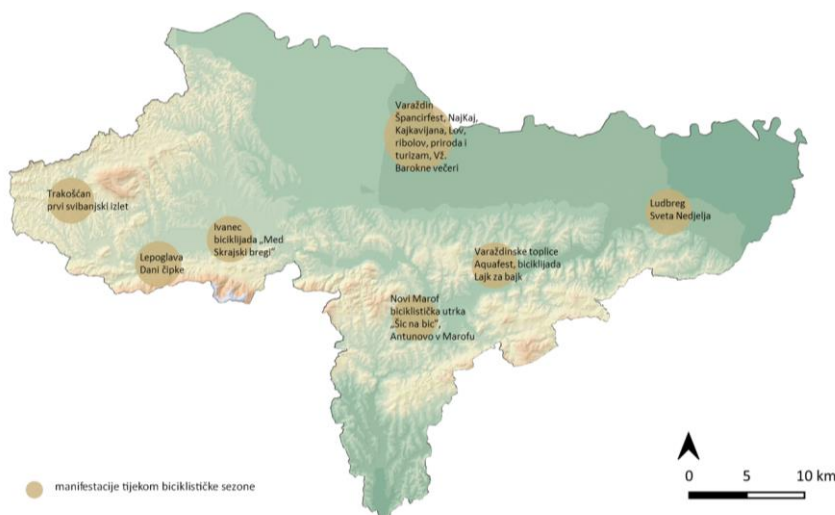 Varaždin
Špancirfest, NajKaj,
Kajkavijana, Lov,
ribolov, priroda i
turizam, Vž.
Barokne večeri
Trakošćan
prvi svibanjski izlet
Ludbreg
Sveta Nedjelja
Ivanec
biciklijada „Med
Skrajski bregi“
Lepoglava
Dani čipke
Varaždinske toplice
Aquafest, biciklijada
Lajk za bajk
Novi Marof
biciklistička utrka
„Šic na bic“,
Antunovo v Marofu
manifestacije tijekom biciklističke sezone
0 5 10 km